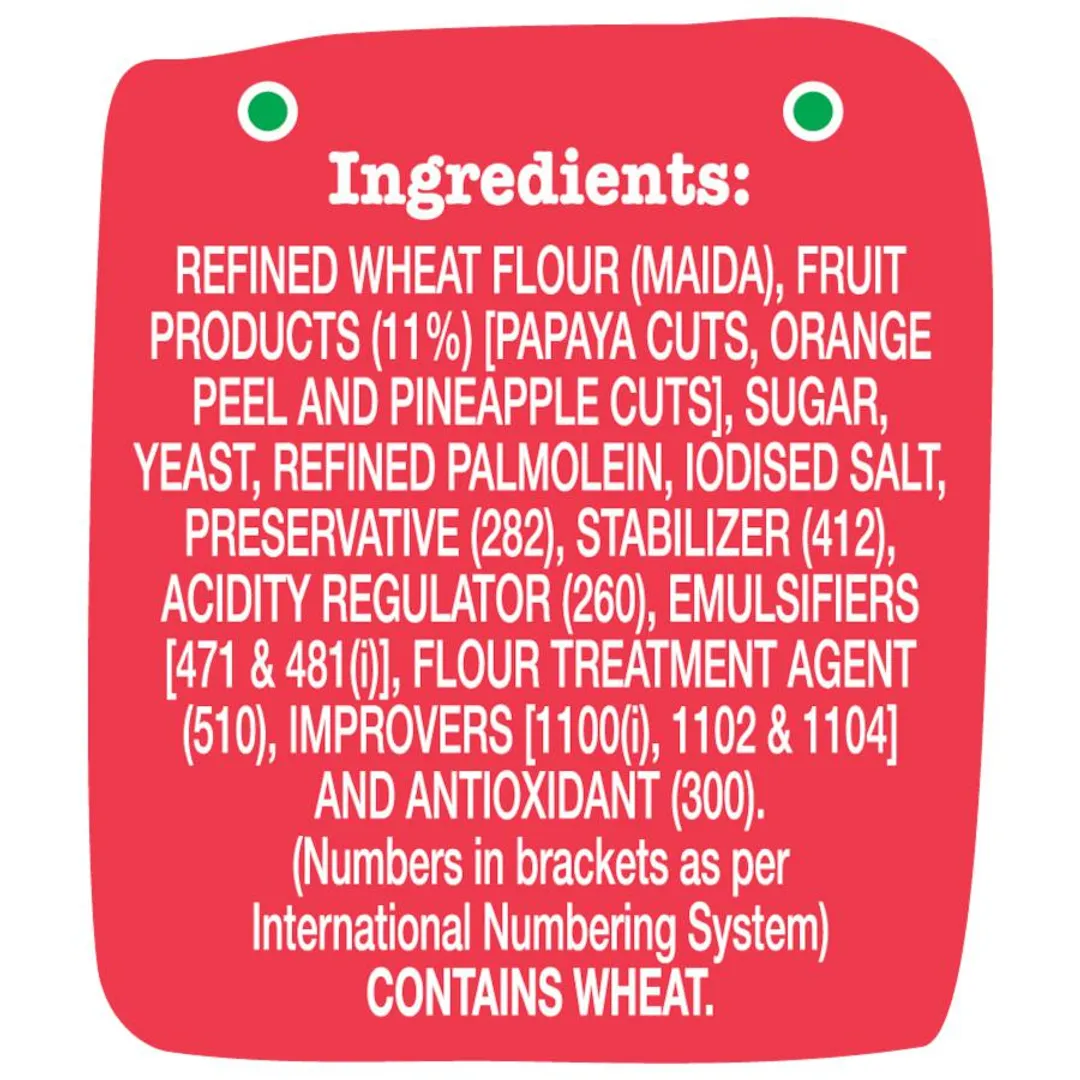 Ingredients:
REFINED WHEAT FLOUR (MAIDA), FRUIT
PRODUCTS (11%) [PAPAYA CUTS, ORANGE
PEEL AND PINEAPPLE CUTS], SUGAR,
YEAST, REFINED PALMOLEIN, IODISED SALT,
PRESERVATIVE (282), STABILIZER (412),
ACIDITY REGULATOR (260), EMULSIFIERS
[471 & 481(i)], FLOUR TREATMENT AGENT
(510), IMPROVERS [1100(i), 1102 & 1104]
AND ANTIOXIDANT (300).
(Numbers in brackets as per
International Numbering System)
CONTAINS WHEAT.